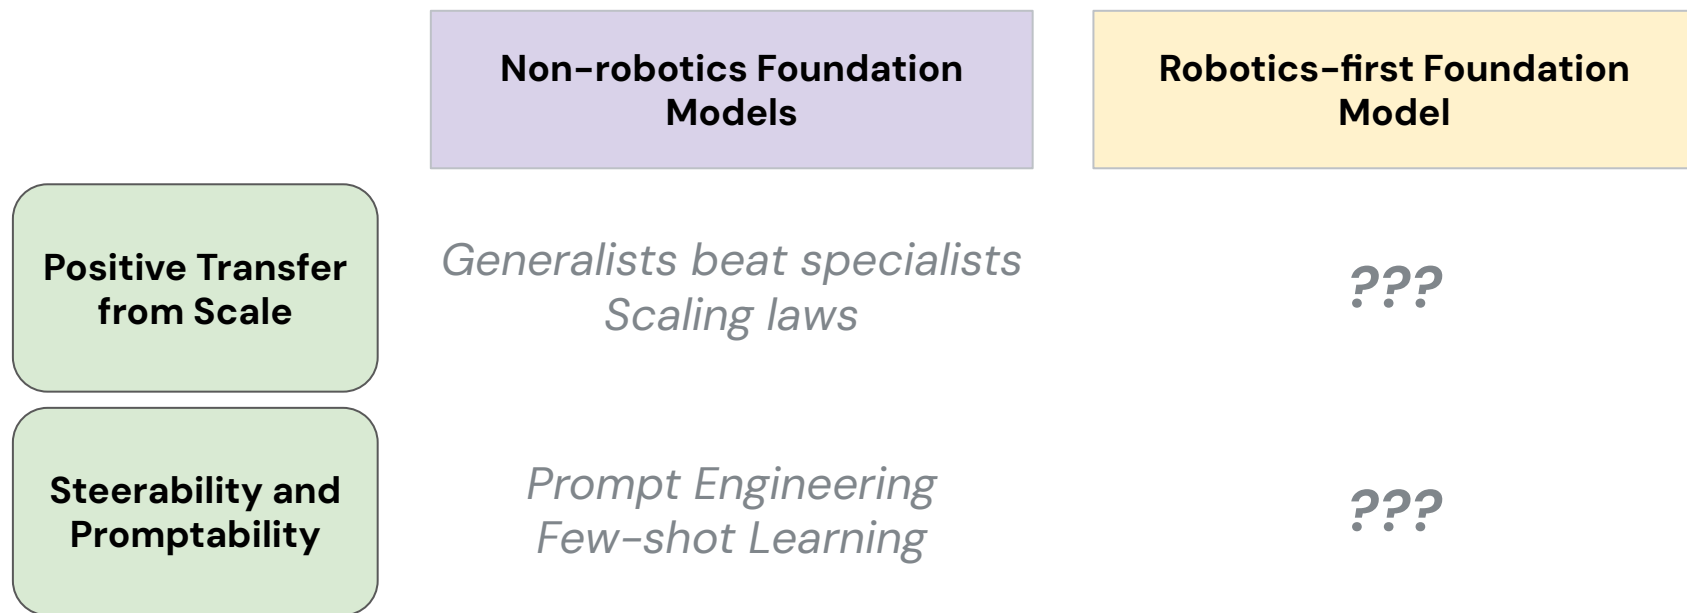 Non-robotics Foundation
Models
Robotics-first Foundation
Model
Positive Transfer
from Scale
Generalists beat specialists
Scaling laws
???
Steerability and
Promptability
Prompt Engineering
Few-shot Learning
???